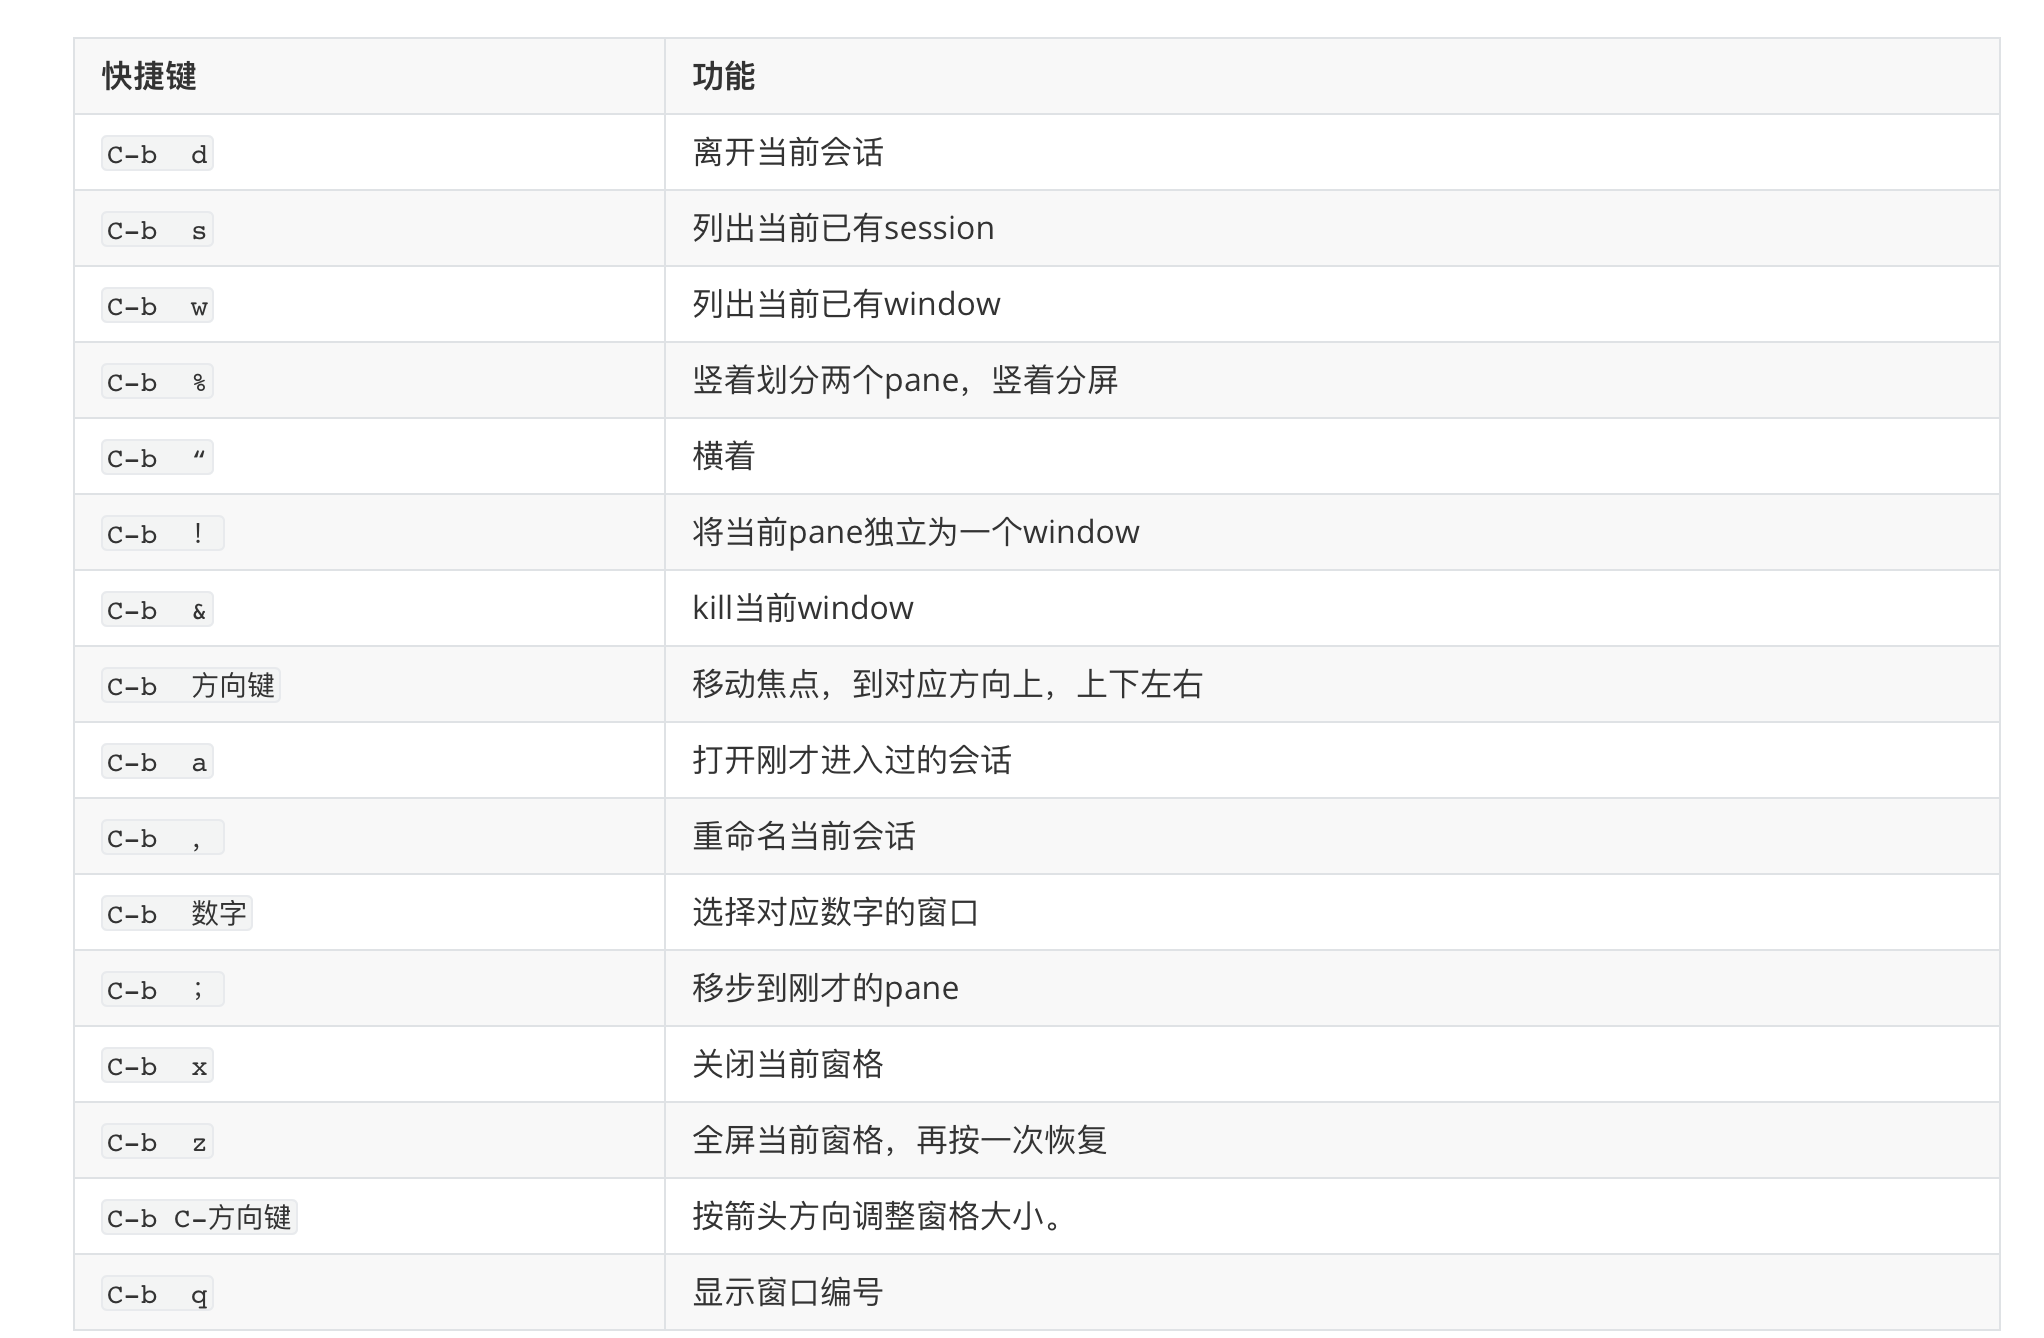 快捷键 功能
C-b d 离开当前会话
C-b s 列出当前已有session
C-b w 列出当前已有window
C-b % 竖着划分两个pane，竖着分屏
C-b “ 横着
C-b ！ 将当前pane独立为一个window
C-b & kill当前window
C-b 方向键 移动焦点，到对应方向上，上下左右
C-b a 打开刚才进入过的会话
C-b ， 重命名当前会话
C-b 数字 选择对应数字的窗口
C-b ； 移步到刚才的pane
C-b x 关闭当前窗格
C-b z 全屏当前窗格，再按一次恢复
C-b C-方向键 按箭头方向调整窗格大小。
C-b q 显示窗口编号